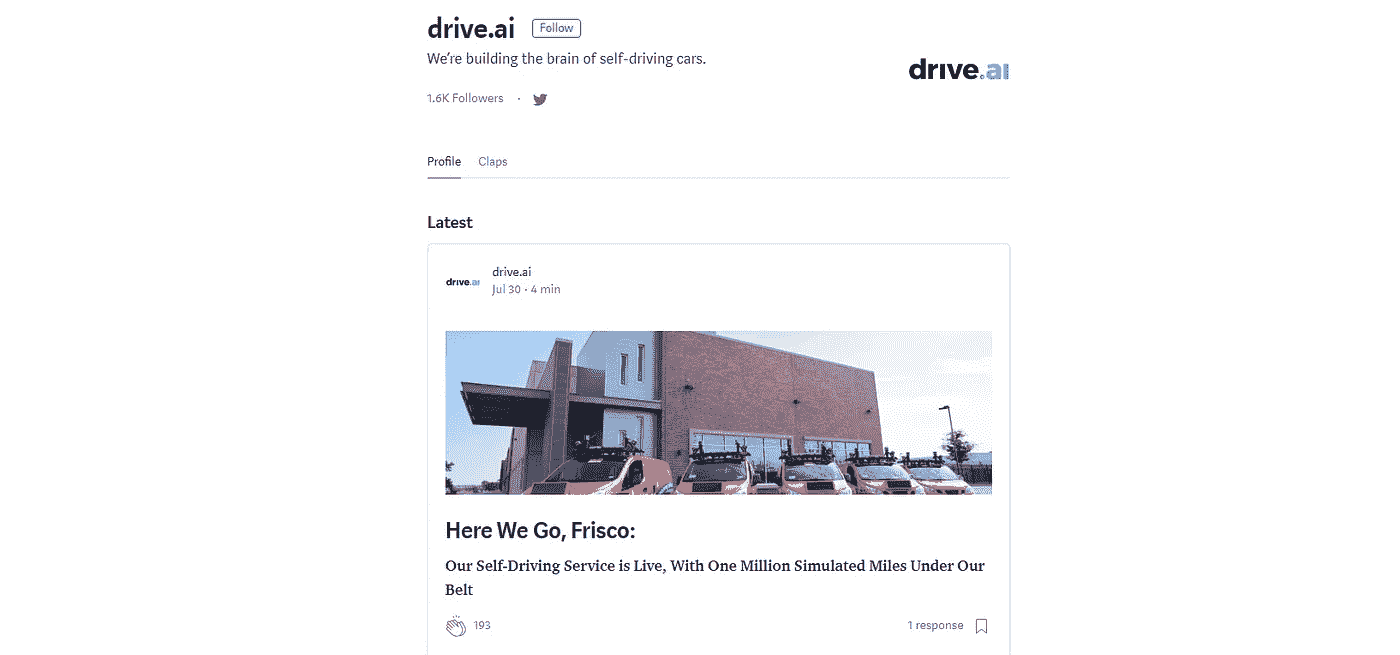 drive.ai Follow
We're building the brain of self-driving cars.
drive.ai
1.6K Followers ·
Profile Claps
Latest
drive.ai
drive.ai
Jul 30 · 4 min
Here We Go, Frisco:
Our Self-Driving Service is Live, With One Million Simulated Miles Under Our
Belt
193
1 response